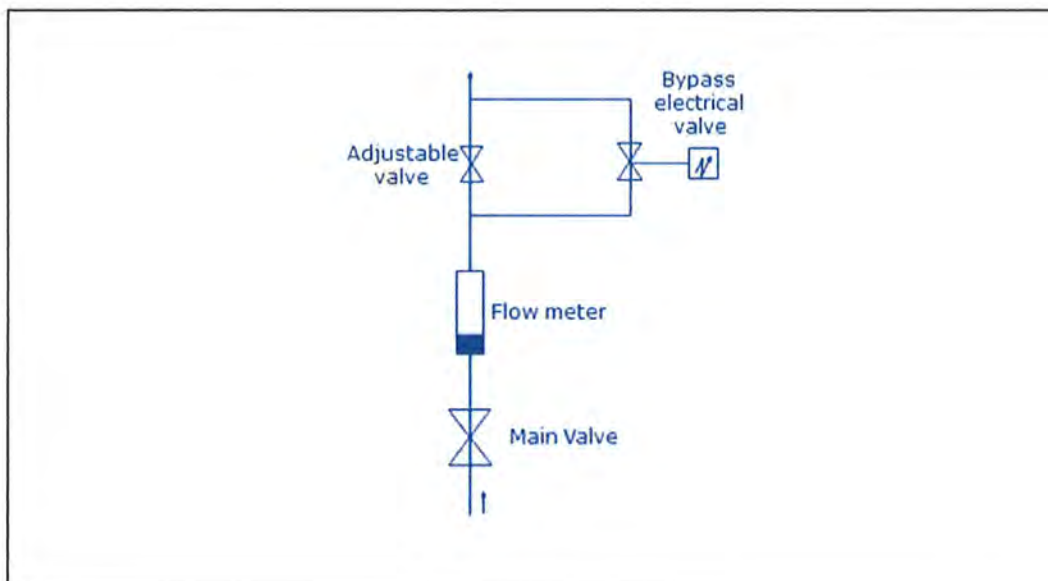 Bypass
electrical
valve
Adjustable
valve
Flow meter
Main Valve